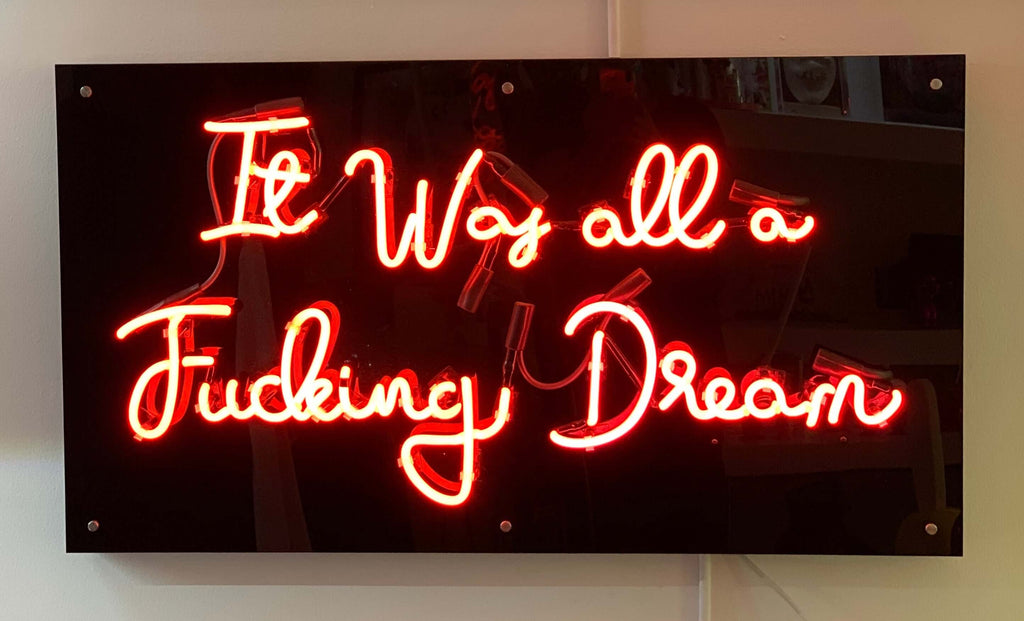 It Was all a
Fucking Dream